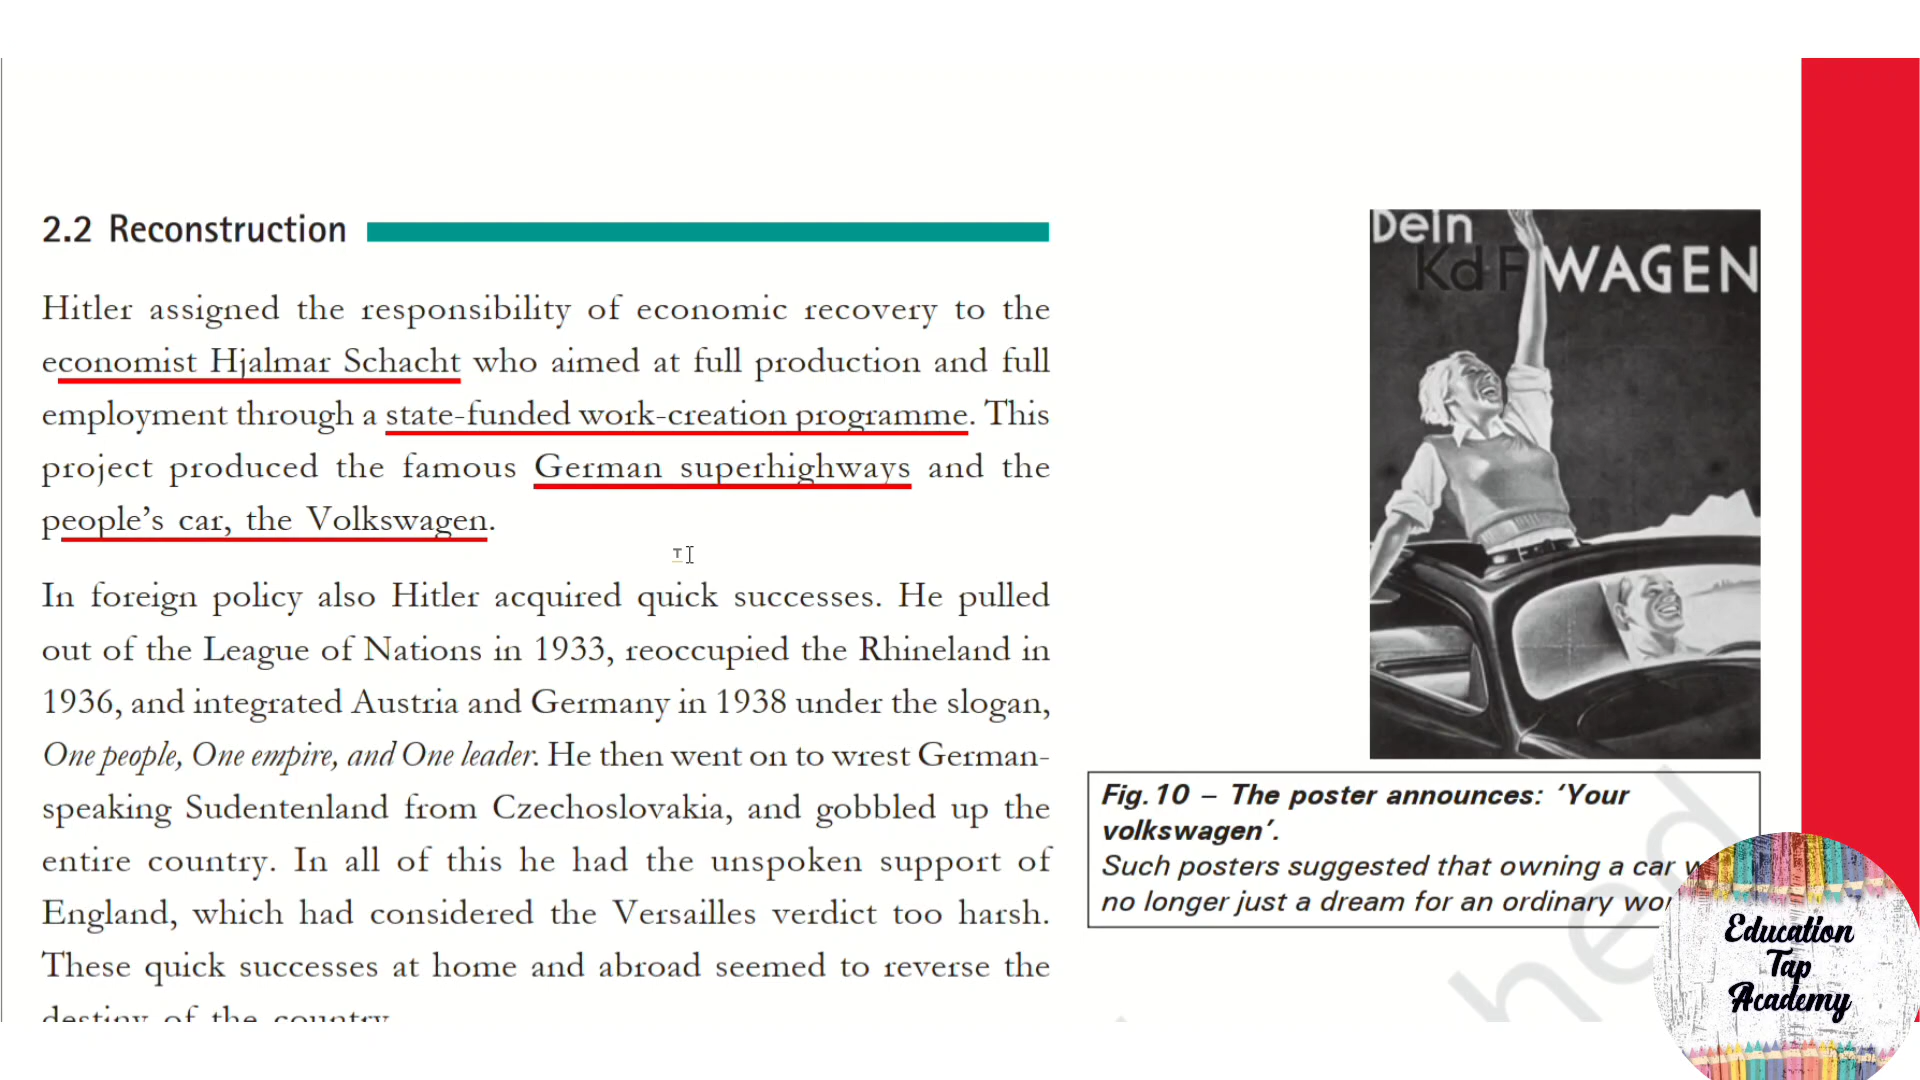 2.2 Reconstruction
Hitler assigned the responsibility of economic recovery to the
economist Hjalmar Schacht who aimed at full production and full
employment through a state-funded work-creation programme. This
project produced the famous German superhighways and the
people’s car, the Volkswagen.
In foreign policy also Hitler acquired quick successes. He pulled
out of the League of Nations in 1933, reoccupied the Rhineland in
1936, and integrated Austria and Germany in 1938 under the slogan,
One people, One empire, and One leader. He then went on to wrest German-
speaking Sudentenland from Czechoslovakia, and gobbled up the
entire country. In all of this he had the unspoken support of
England, which had considered the Versailles verdict too harsh.
These quick successes at home and abroad seemed to reverse the
destiny of the country.
Dein
KdF WAGEN
Fig.10 – The poster announces: ‘Your
volkswagen’.
Such posters suggested that owning a car
no longer just a dream for an ordinary
hed
Education
Tap
Academy